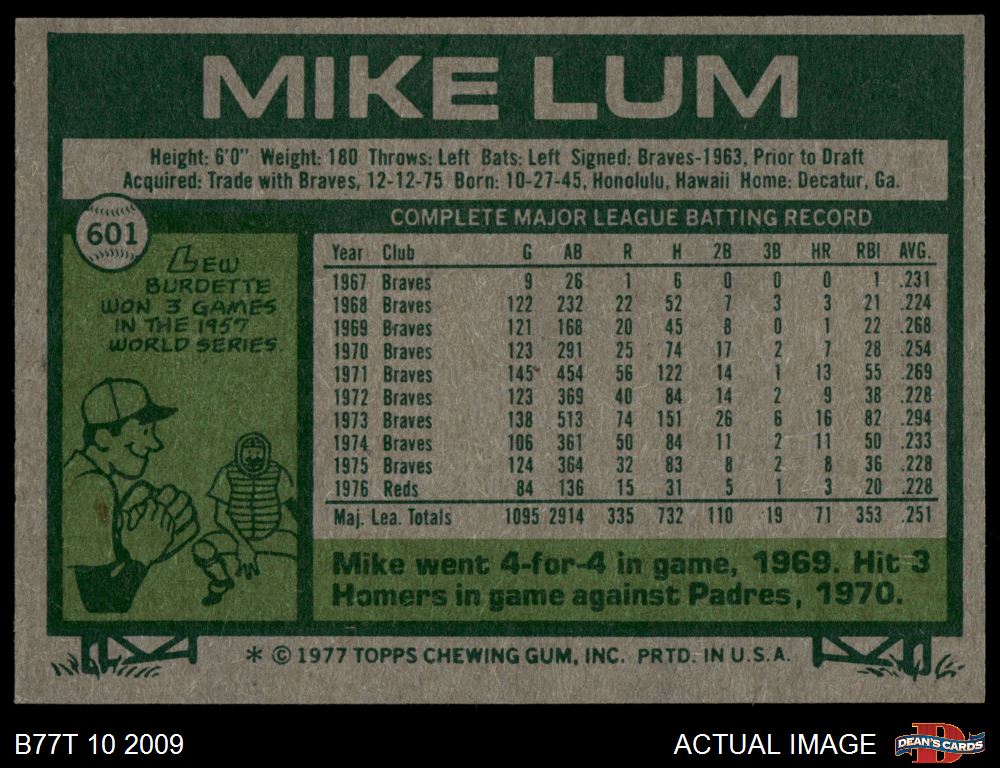 MIKE LUM
Height: 6'0" Weight: 180 Throws: Left Bats: Left Signed: Braves-1963, Prior to Draft
Acquired: Trade with Braves, 12-12-75 Born: 10-27-45, Honolulu, Hawaii Home: Decatur, Ga.
601
LEW
BURDETTE
WON 3 GAMES
IN THE 1957
WORLD SERIES.
COMPLETE MAJOR LEAGUE BATTING RECORD
Year Club G AB R H 2B 3B HR RBI AVG.
1967 Braves 9 26 1 6 0 0 0 1 .231
1968 Braves 122 232 22 52 7 3 3 21 .224
1969 Braves 121 168 20 45 8 0 1 22 .268
1970 Braves 123 291 25 74 17 2 7 28 .254
1971 Braves 145 454 56 122 14 1 13 55 .269
1972 Braves 123 369 40 84 14 2 9 38 .228
1973 Braves 138 513 74 151 26 6 16 82 .294
1974 Braves 106 361 50 84 11 2 11 50 .233
1975 Braves 124 364 32 83 8 2 8 36 .228
1976 Reds 84 136 15 31 5 1 3 20 .228
Maj. Lea. Totals 1095 2914 335 732 110 19 71 353 .251
Mike went 4-for-4 in game, 1969. Hit 3
Homers in game against Padres, 1970.
* © 1977 TOPPS CHEWING GUM, INC. PRTD. IN U.S.A.
B77T 10 2009
ACTUAL IMAGE
D
DEAN'S CARDS